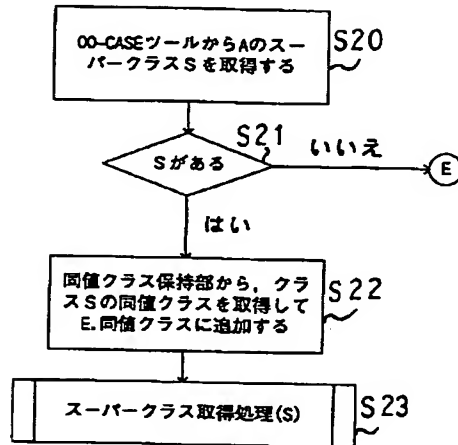 OO-CASEツールからAのスー
パークラスSを取得する
S20
Sがある
S21
いいえ
E
はい
同値クラス保持部から，クラ
スSの同値クラスを取得して
E.同値クラスに追加する
S22
スーパークラス取得処理(S)
S23